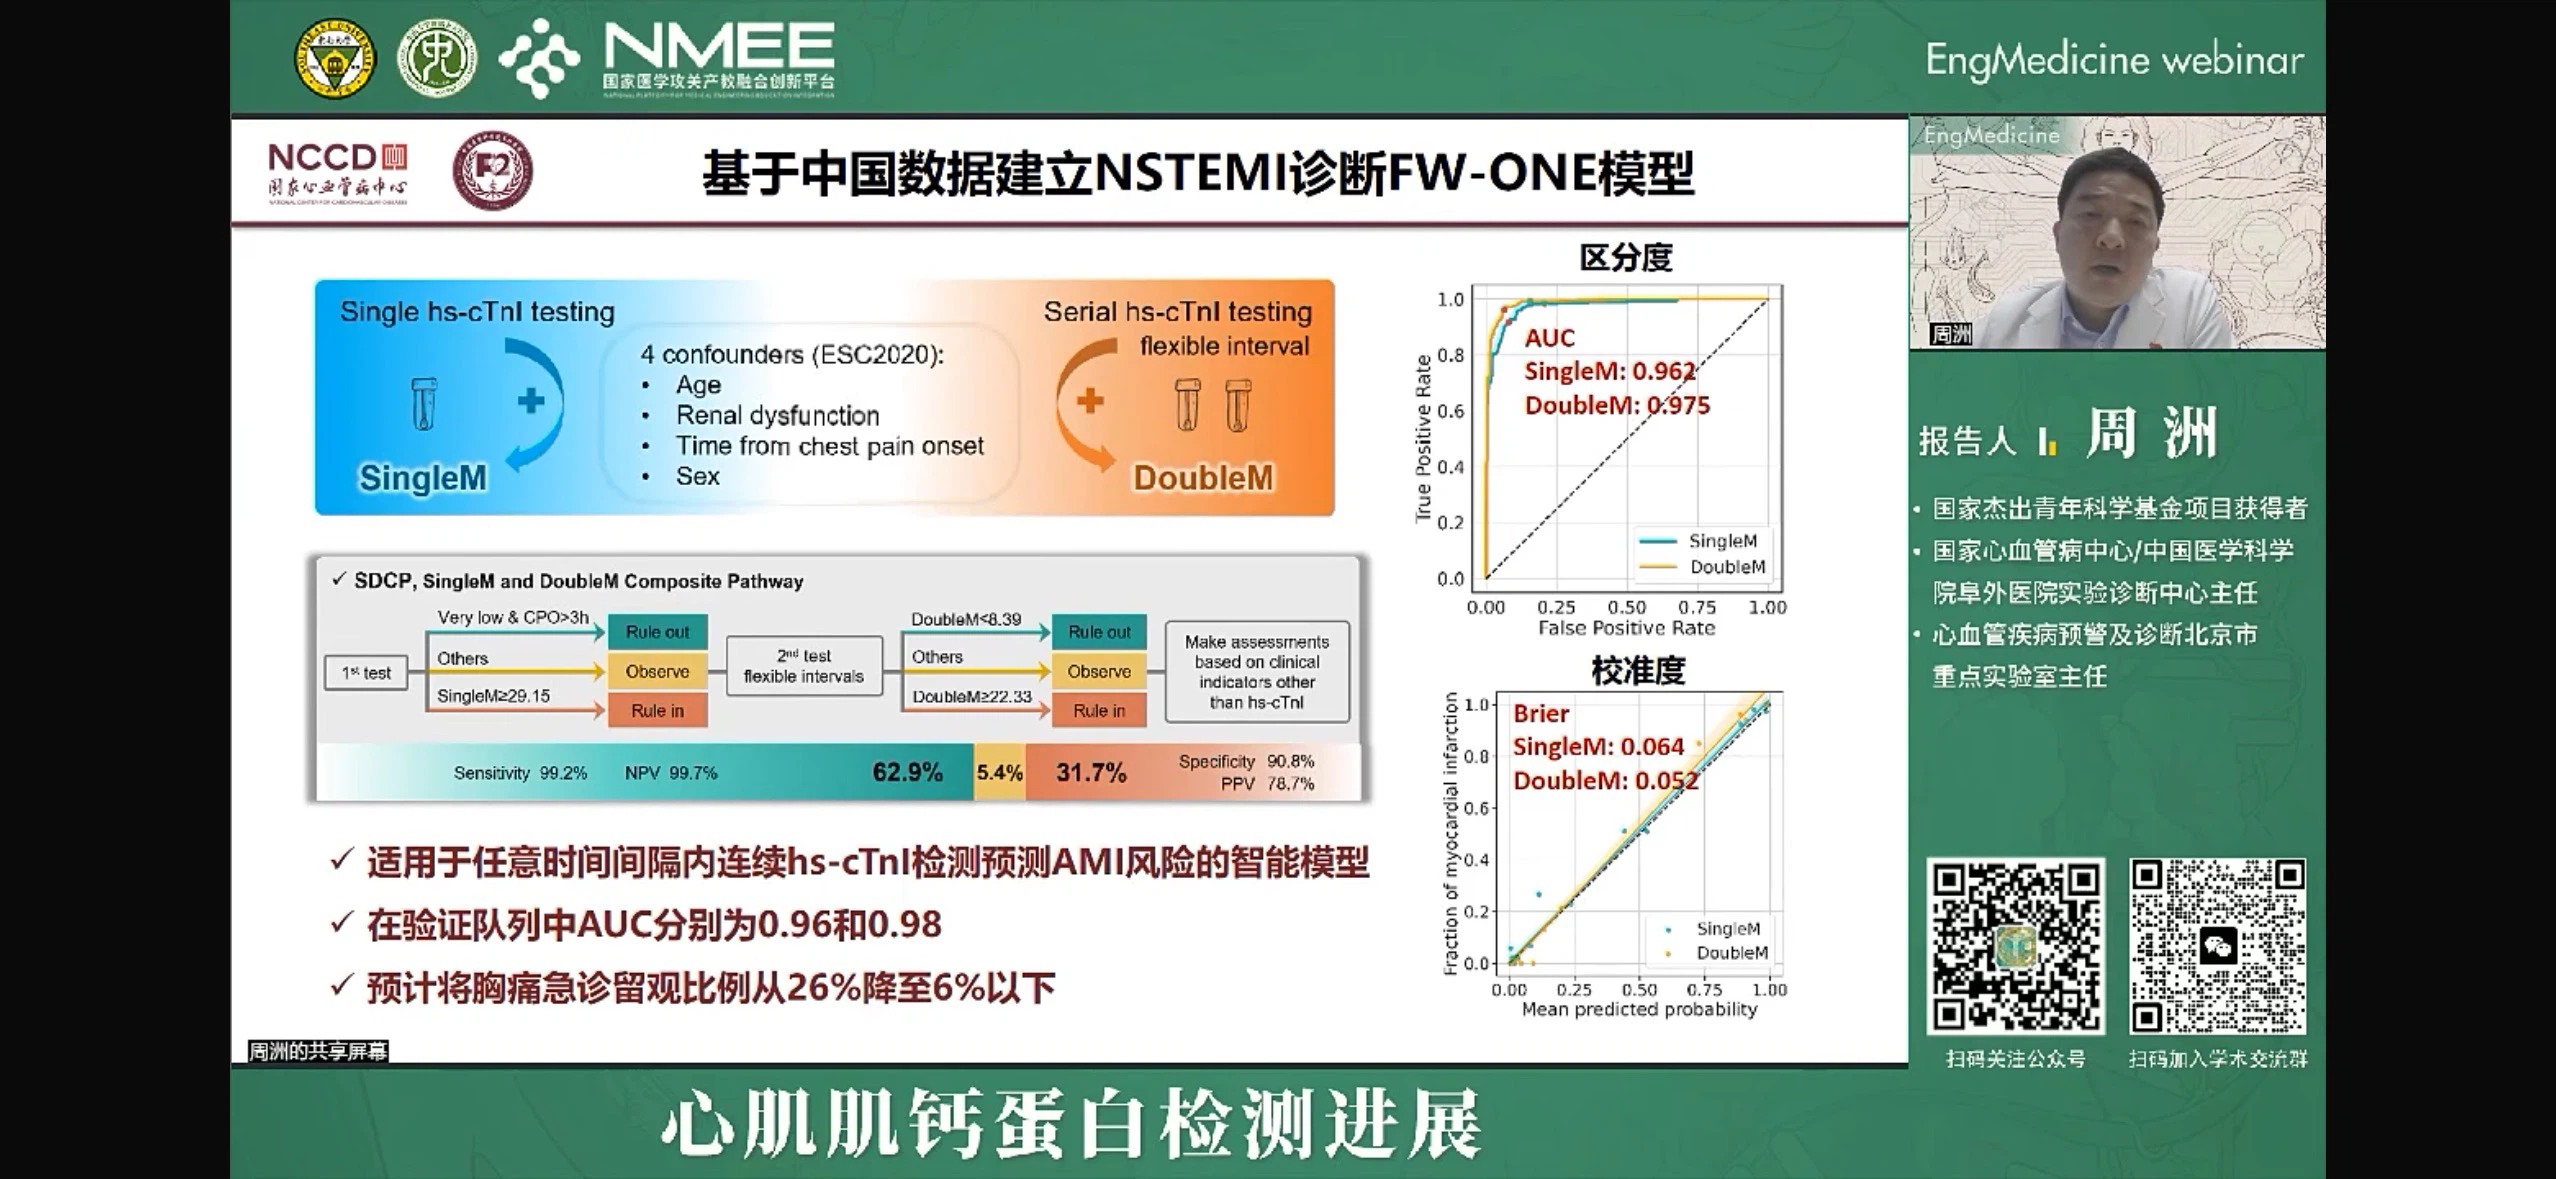 NMEE
国家医学攻关产教融合创新平台
EngMedicine webinar
NCCD
国家心血管病中心
NATIONAL CENTER FOR CARDIOVASCULAR DISEASES
基于中国数据建立NSTEMI诊断FW-ONE模型
Single hs-cTnI testing
SingleM
4 confounders (ESC2020):
• Age
• Renal dysfunction
• Time from chest pain onset
• Sex
Serial hs-cTnI testing
flexible interval
DoubleM
✓ SDCP, SingleM and DoubleM Composite Pathway
1st test
Very low & CPO>3h
Others
SingleM≥29.15
Rule out
Observe
Rule in
2nd test
flexible intervals
DoubleM<8.39
Others
DoubleM≥22.33
Rule out
Observe
Rule in
Make assessments
based on clinical
indicators other
than hs-cTnI
Sensitivity 99.2%
NPV 99.7%
62.9%
5.4%
31.7%
Specificity 90.8%
PPV 78.7%
✓ 适用于任意时间间隔内连续hs-cTnI检测预测AMI风险的智能模型
✓ 在验证队列中AUC分别为0.96和0.98
✓ 预计将胸痛急诊留观比例从26%降至6%以下
区分度
AUC
SingleM: 0.962
DoubleM: 0.975
True Positive Rate
1.0
0.8
0.6
0.4
0.2
0.0
SingleM
DoubleM
0.00 0.25 0.50 0.75 1.00
False Positive Rate
校准度
Brier
SingleM: 0.064
DoubleM: 0.052
Fraction of myocardial infarction
1.0
0.8
0.6
0.4
0.2
0.0
SingleM
DoubleM
0.00 0.25 0.50 0.75 1.00
Mean predicted probability
周洲的共享屏幕
EngMedicine
周洲
报告人 周洲
• 国家杰出青年科学基金项目获得者
• 国家心血管病中心/中国医学科学
院阜外医院实验诊断中心主任
• 心血管疾病预警及诊断北京市
重点实验室主任
扫码关注公众号
扫码加入学术交流群
心肌肌钙蛋白检测进展